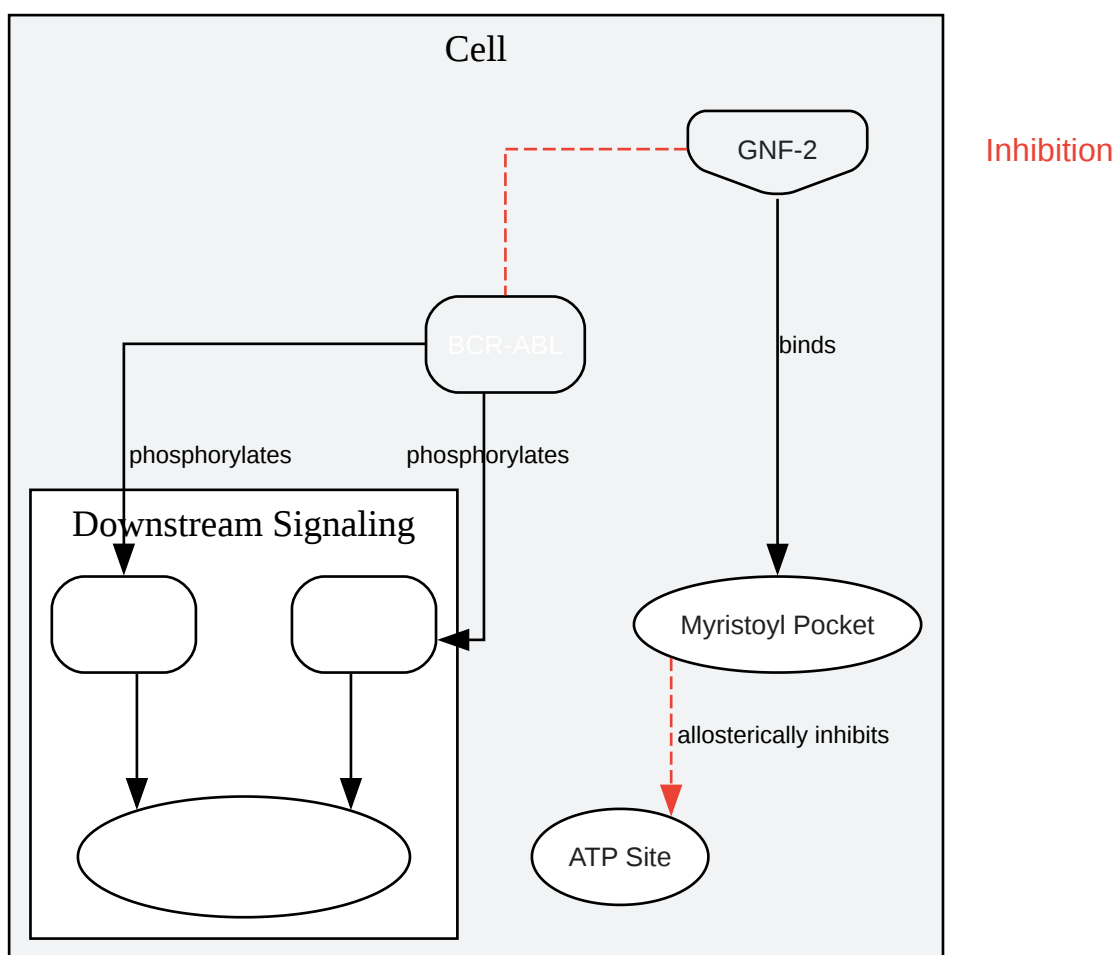 Cell
GNF-2
Inhibition
BCR-ABL
binds
phosphorylates
phosphorylates
Downstream Signaling
Myristoyl Pocket
allosterically inhibits
ATP Site